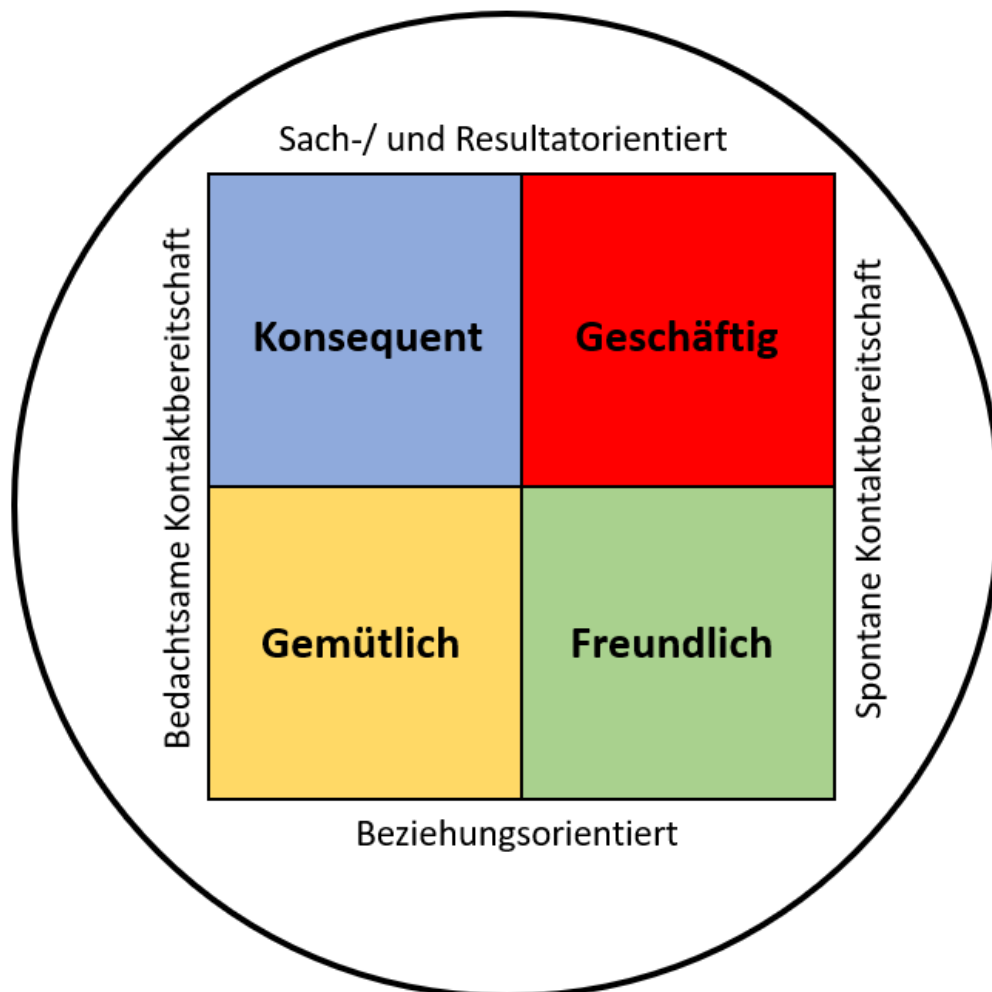 Sach-/ und Resultatorientiert
Bedachtsame Kontaktbereitschaft
Konsequent
Geschäftig
Spontane Kontaktbereitschaft
Gemütlich
Freundlich
Beziehungsorientiert